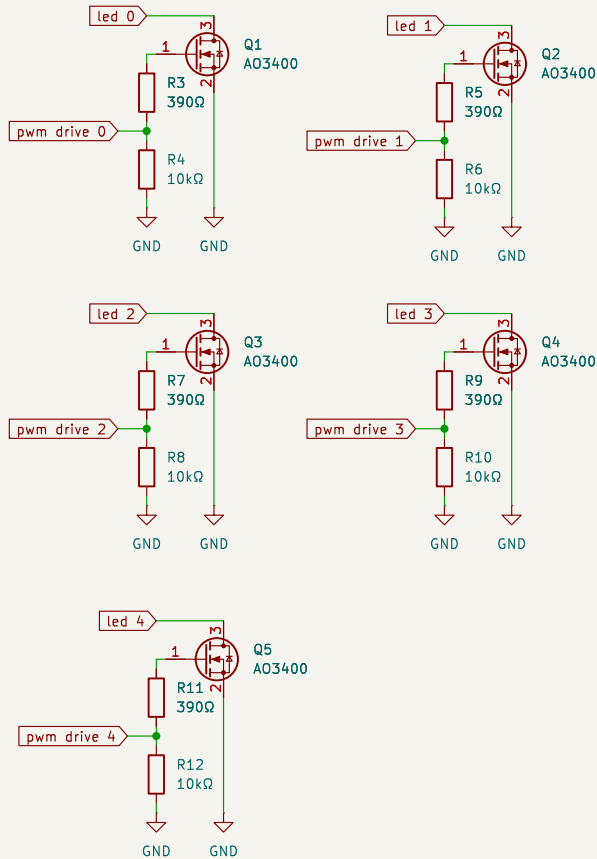 led 0
3
1
Q1
AO3400
2
R3
390Ω
pwm drive 0
R4
10kΩ
GND
GND
led 1
3
1
Q2
AO3400
2
R5
390Ω
pwm drive 1
R6
10kΩ
GND
GND
led 2
3
1
Q3
AO3400
2
R7
390Ω
pwm drive 2
R8
10kΩ
GND
GND
led 3
3
1
Q4
AO3400
2
R9
390Ω
pwm drive 3
R10
10kΩ
GND
GND
led 4
3
1
Q5
AO3400
2
R11
390Ω
pwm drive 4
R12
10kΩ
GND
GND